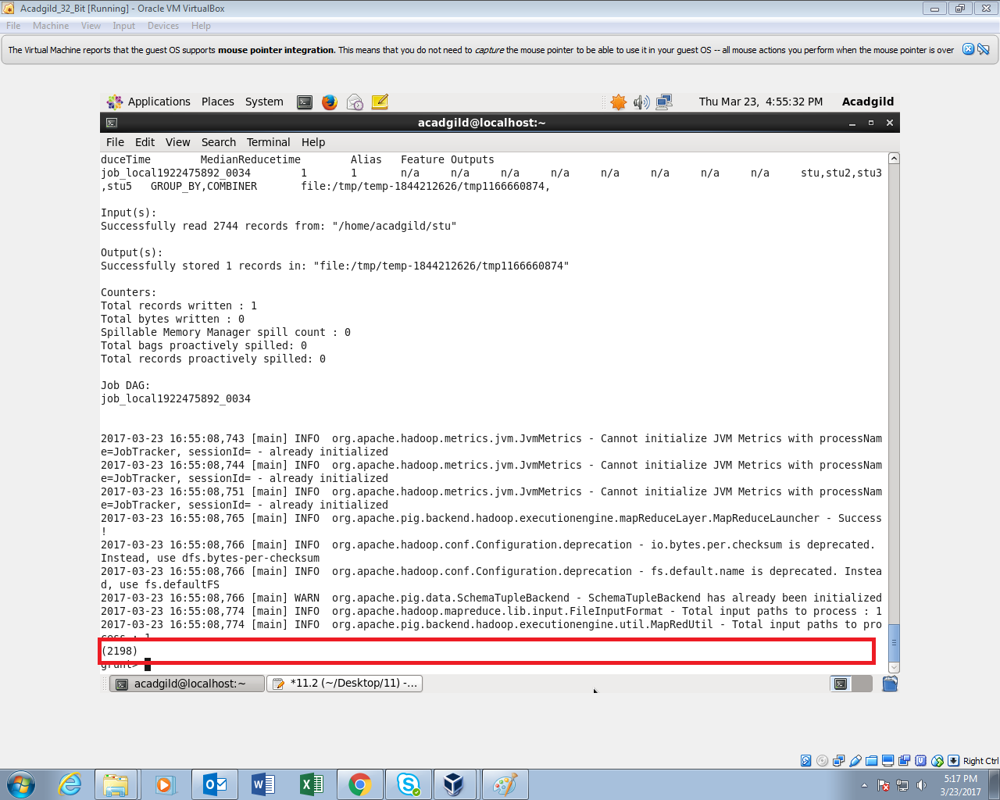 Acadgild_32_Bit [Running] - Oracle VM VirtualBox
File Machine View Input Devices Help
The Virtual Machine reports that the guest OS supports mouse pointer integration. This means that you do not need to capture the mouse pointer to be able to use it in your guest OS -- all mouse actions you perform when the mouse pointer is over
Applications Places System Thu Mar 23, 4:55:32 PM Acadgild
acadgild@localhost:~
File Edit View Search Terminal Help
duceTime MedianReducetime Alias Feature Outputs
job_local1922475892_0034 1 1 n/a n/a n/a n/a n/a n/a n/a n/a stu,stu2,stu3
,stu5 GROUP_BY,COMBINER file:/tmp/temp-1844212626/tmp1166660874,
Input(s):
Successfully read 2744 records from: "/home/acadgild/stu"
Output(s):
Successfully stored 1 records in: "file:/tmp/temp-1844212626/tmp1166660874"
Counters:
Total records written : 1
Total bytes written : 0
Spillable Memory Manager spill count : 0
Total bags proactively spilled: 0
Total records proactively spilled: 0
Job DAG:
job_local1922475892_0034
2017-03-23 16:55:08,743 [main] INFO org.apache.hadoop.metrics.jvm.JvmMetrics - Cannot initialize JVM Metrics with processNam
e=JobTracker, sessionId= - already initialized
2017-03-23 16:55:08,744 [main] INFO org.apache.hadoop.metrics.jvm.JvmMetrics - Cannot initialize JVM Metrics with processNam
e=JobTracker, sessionId= - already initialized
2017-03-23 16:55:08,751 [main] INFO org.apache.hadoop.metrics.jvm.JvmMetrics - Cannot initialize JVM Metrics with processNam
e=JobTracker, sessionId= - already initialized
2017-03-23 16:55:08,765 [main] INFO org.apache.pig.backend.hadoop.executionengine.mapReduceLayer.MapReduceLauncher - Success
!
2017-03-23 16:55:08,766 [main] INFO org.apache.hadoop.conf.Configuration.deprecation - io.bytes.per.checksum is deprecated.
Instead, use dfs.bytes-per-checksum
2017-03-23 16:55:08,766 [main] INFO org.apache.hadoop.conf.Configuration.deprecation - fs.default.name is deprecated. Instea
d, use fs.defaultFS
2017-03-23 16:55:08,766 [main] WARN org.apache.pig.data.SchemaTupleBackend - SchemaTupleBackend has already been initialized
2017-03-23 16:55:08,774 [main] INFO org.apache.hadoop.mapreduce.lib.input.FileInputFormat - Total input paths to process : 1
2017-03-23 16:55:08,774 [main] INFO org.apache.pig.backend.hadoop.executionengine.util.MapRedUtil - Total input paths to pro
cess : 1
(2198)
grunt>
acadgild@localhost:~ *11.2 (~/Desktop/11) -...
Right Ctrl
5:17 PM
3/23/2017